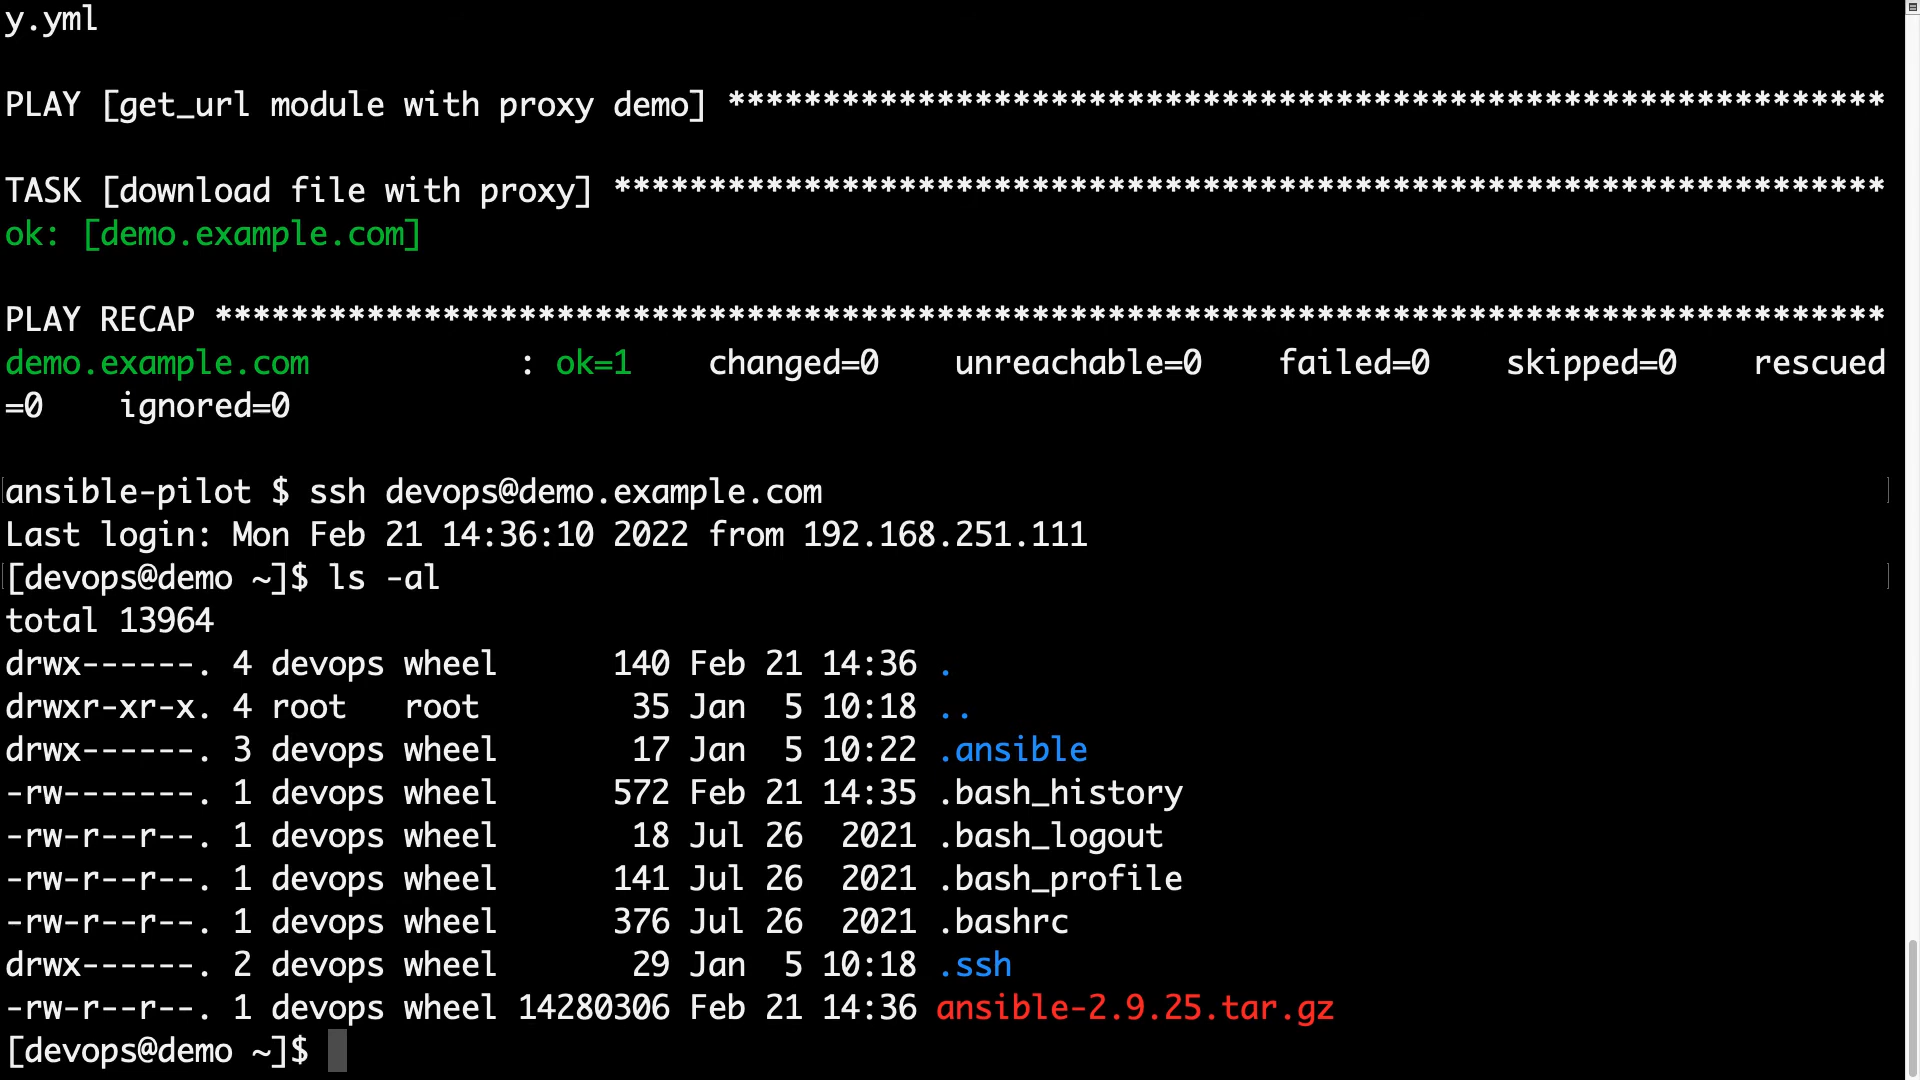 y.yml
PLAY [get_url module with proxy demo] *************************************************************
TASK [download file with proxy] *******************************************************************
ok: [demo.example.com]
PLAY RECAP ****************************************************************************************
demo.example.com           : ok=1    changed=0    unreachable=0    failed=0    skipped=0    rescued
=0    ignored=0
ansible-pilot $ ssh devops@demo.example.com
Last login: Mon Feb 21 14:36:10 2022 from 192.168.251.111
[devops@demo ~]$ ls -al
total 13964
drwx------. 4 devops wheel      140 Feb 21 14:36 .
drwxr-xr-x. 4 root   root        35 Jan  5 10:18 ..
drwx------. 3 devops wheel       17 Jan  5 10:22 .ansible
-rw-------. 1 devops wheel      572 Feb 21 14:35 .bash_history
-rw-r--r--. 1 devops wheel       18 Jul 26  2021 .bash_logout
-rw-r--r--. 1 devops wheel      141 Jul 26  2021 .bash_profile
-rw-r--r--. 1 devops wheel      376 Jul 26  2021 .bashrc
drwx------. 2 devops wheel       29 Jan  5 10:18 .ssh
-rw-r--r--. 1 devops wheel 14280306 Feb 21 14:36 ansible-2.9.25.tar.gz
[devops@demo ~]$